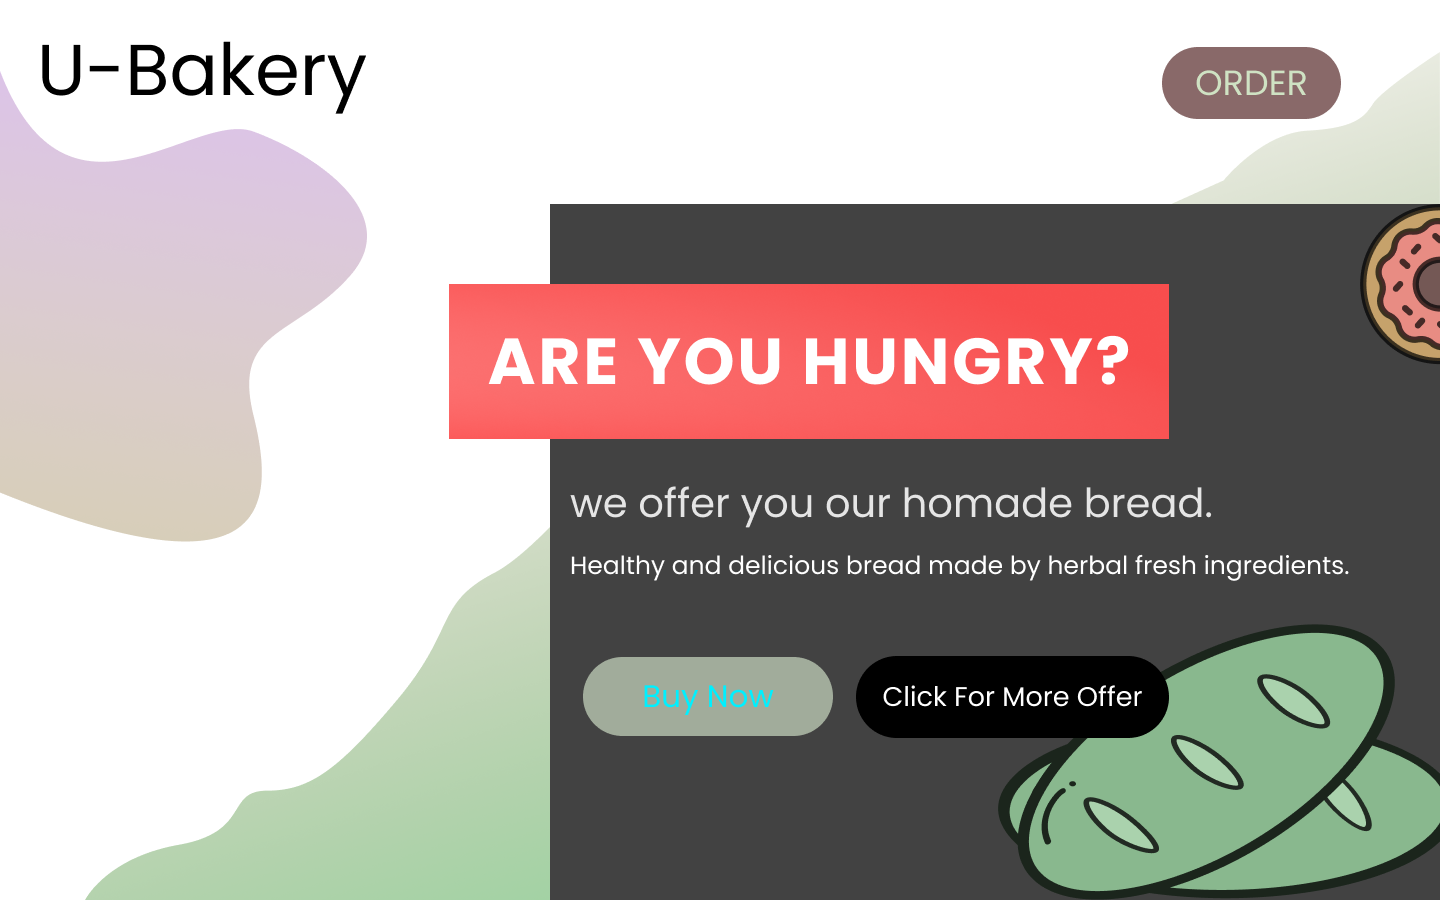 U-Bakery
ORDER
ARE YOU HUNGRY?
we offer you our homade bread.
Healthy and delicious bread made by herbal fresh ingredients.
Buy Now
Click For More Offer